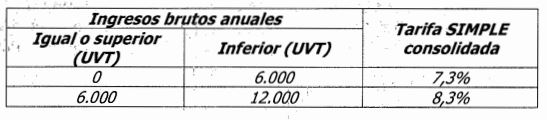 Ingresos brutos anuales
Igual o superior (UVT)
Inferior (UVT)
Tarifa SIMPLE consolidada
0
6.000
7,3%
6.000
12.000
8,3%